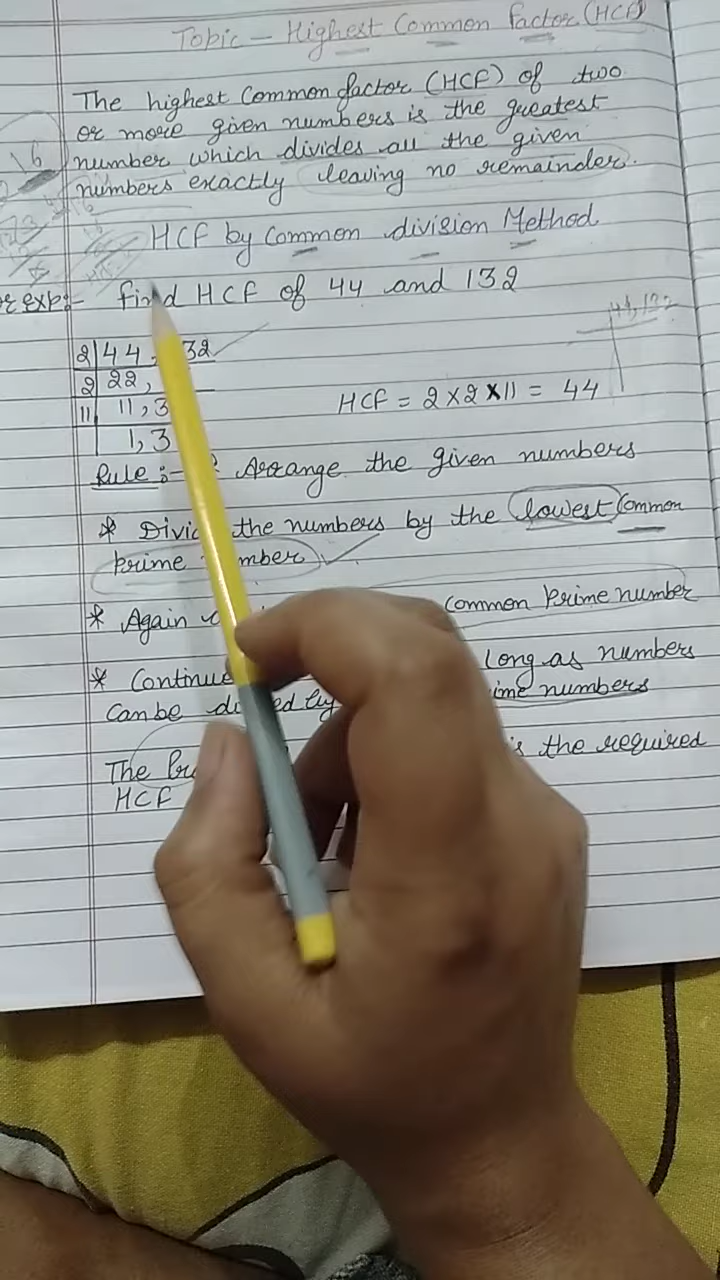 Topic - Highest Common factor (HCF)
The highest Common factor (HCF) of two
or more given numbers is the greatest
number which divides all the given
numbers exactly leaving no remainder.
16
HCF by Common division Method
exp:- find HCF of 44 and 132
44, 132
2 44, 32
2 22,
11 11, 3
1, 3
HCF = 2 × 2 × 11 = 44
Rule :- Arrange the given numbers
* the numbers by the lowest Common
prime
* Again common prime number
* Continue long as numbers
can be by numbers
The is the required
HCF